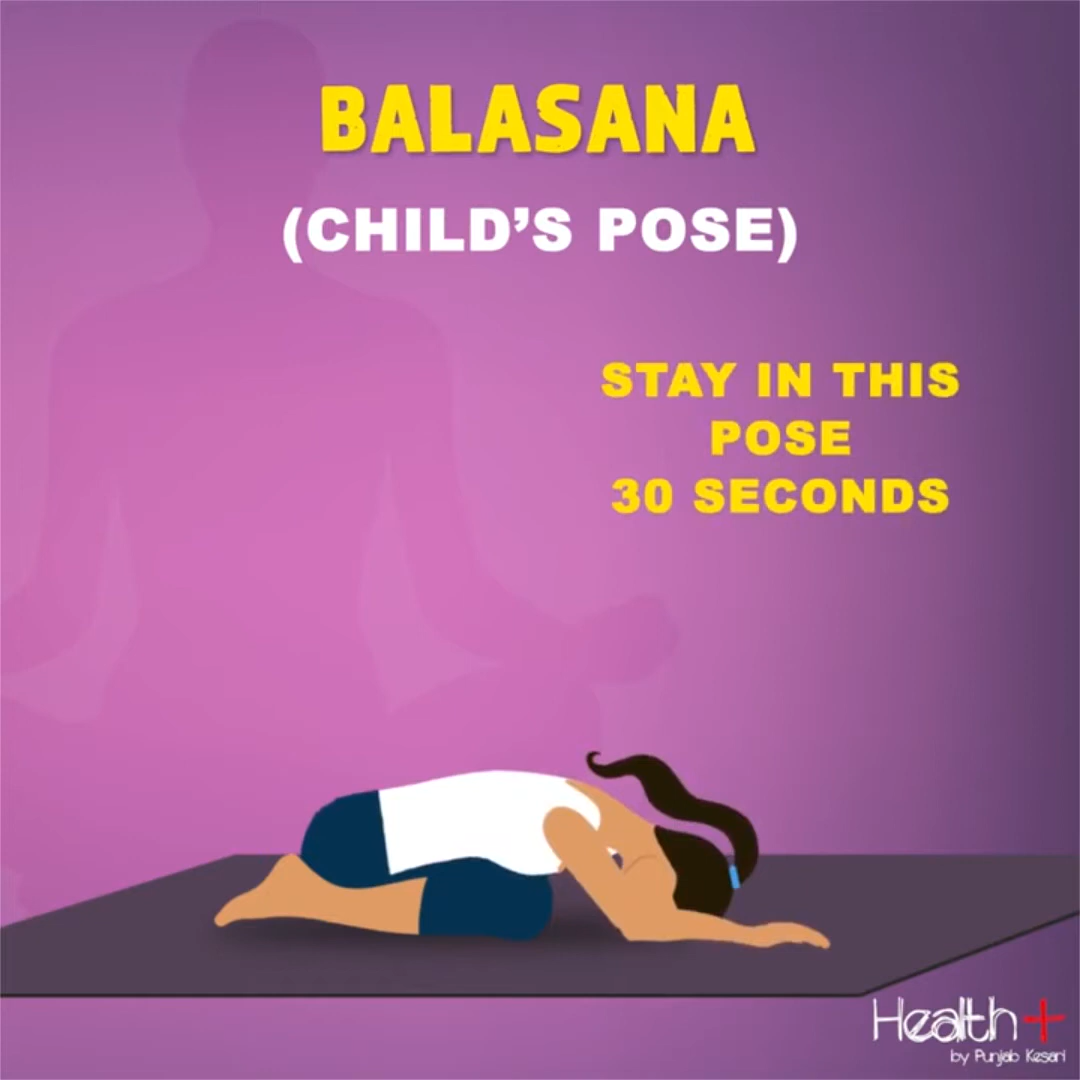 BALASANA
(CHILD'S POSE)
STAY IN THIS
POSE
30 SECONDS
Health+
by Punjab Kesari